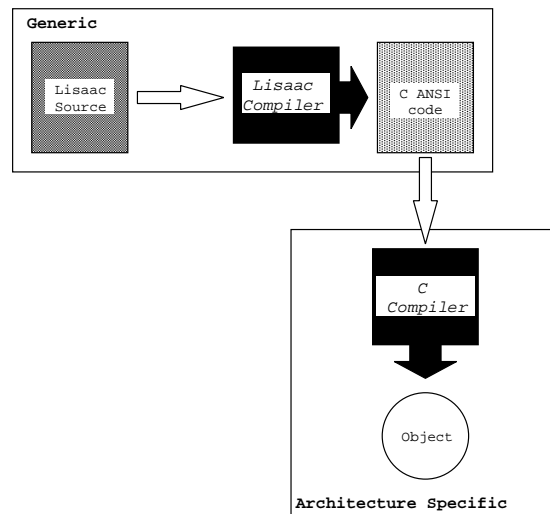 Generic
Lisaac
Source
Lisaac
Compiler
C ANSI
code
C
Compiler
Object
Architecture Specific